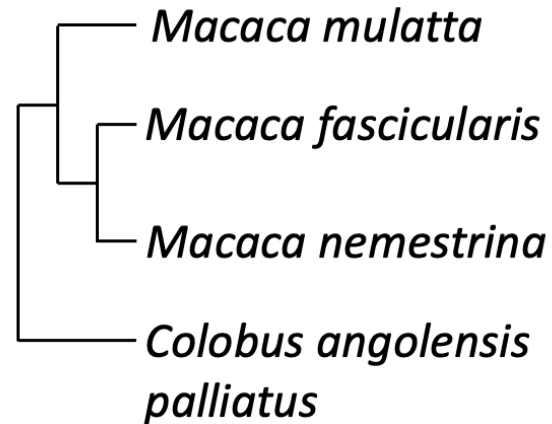 Macaca mulatta
Macaca fascicularis
Macaca nemestrina
Colobus angolensis
palliatus